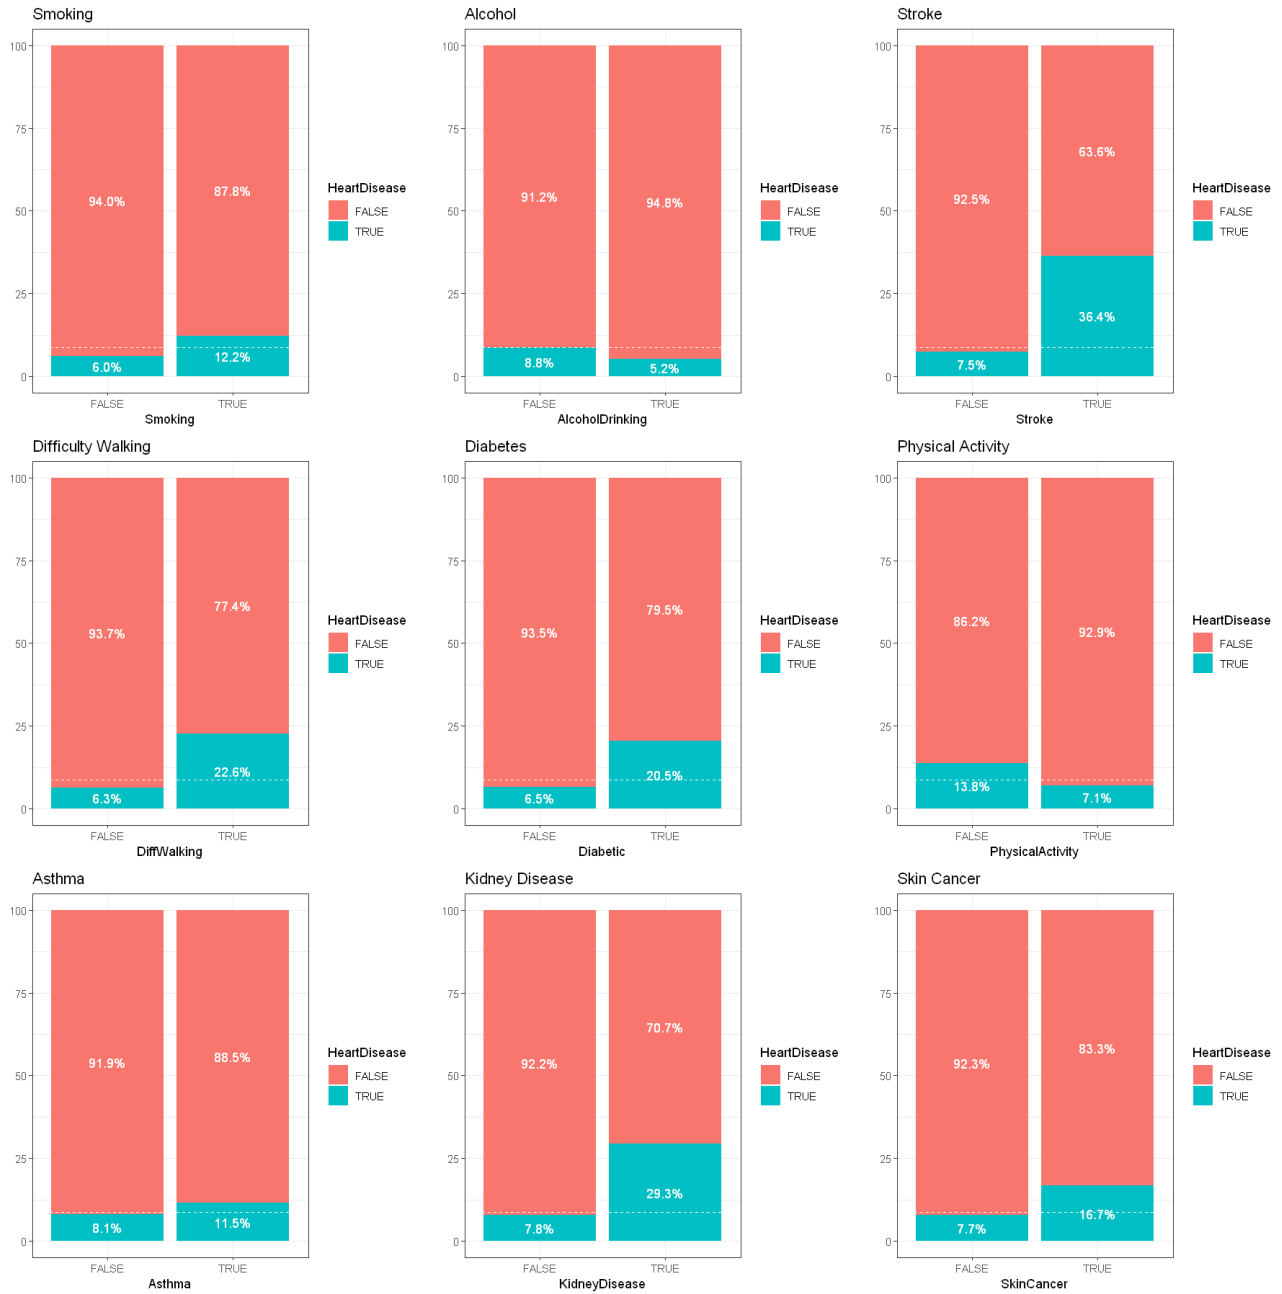 Smoking
100
75
50
25
0
94.0%
87.8%
6.0%
12.2%
FALSE
TRUE
Smoking
HeartDisease
FALSE
TRUE
Alcohol
100
75
50
25
0
91.2%
94.8%
8.8%
5.2%
FALSE
TRUE
AlcoholDrinking
HeartDisease
FALSE
TRUE
Stroke
100
75
50
25
0
92.5%
63.6%
7.5%
36.4%
FALSE
TRUE
Stroke
HeartDisease
FALSE
TRUE
Difficulty Walking
100
75
50
25
0
93.7%
77.4%
6.3%
22.6%
FALSE
TRUE
DiffWalking
HeartDisease
FALSE
TRUE
Diabetes
100
75
50
25
0
93.5%
79.5%
6.5%
20.5%
FALSE
TRUE
Diabetic
HeartDisease
FALSE
TRUE
Physical Activity
100
75
50
25
0
86.2%
92.9%
13.8%
7.1%
FALSE
TRUE
PhysicalActivity
HeartDisease
FALSE
TRUE
Asthma
100
75
50
25
0
91.9%
88.5%
8.1%
11.5%
FALSE
TRUE
Asthma
HeartDisease
FALSE
TRUE
Kidney Disease
100
75
50
25
0
92.2%
70.7%
7.8%
29.3%
FALSE
TRUE
KidneyDisease
HeartDisease
FALSE
TRUE
Skin Cancer
100
75
50
25
0
92.3%
83.3%
7.7%
16.7%
FALSE
TRUE
SkinCancer
HeartDisease
FALSE
TRUE